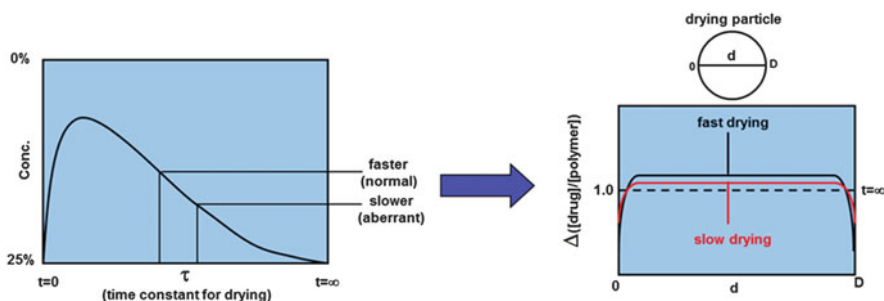 0%
Conc.
25%
t=0
τ
t=∞
(time constant for drying)
faster
(normal)
slower
(aberrant)
drying particle
0
d
D
fast drying
1.0
t=∞
Δ([drug]/[polymer])
slow drying
0
d
D